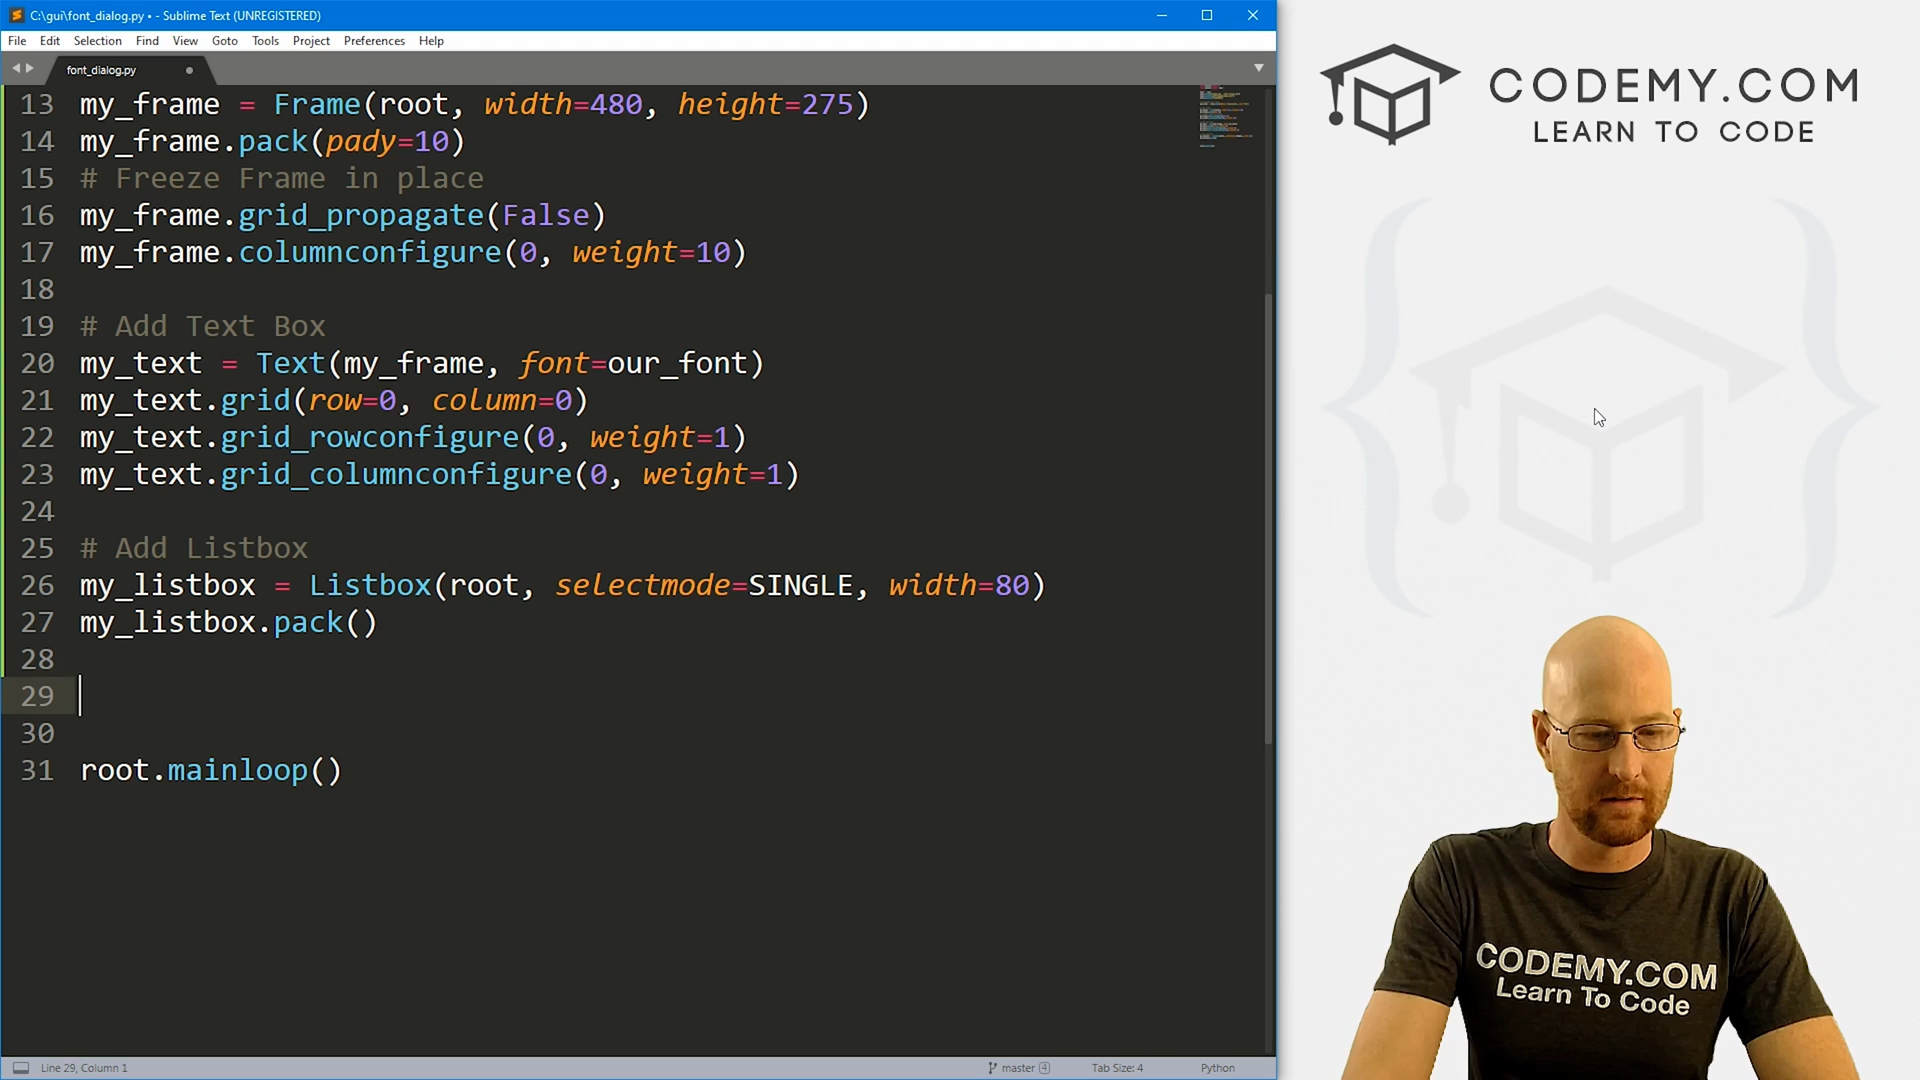 C:\gui\font_dialog.py • - Sublime Text (UNREGISTERED)
File Edit Selection Find View Goto Tools Project Preferences Help
font_dialog.py
13 my_frame = Frame(root, width=480, height=275)
14 my_frame.pack(pady=10)
15 # Freeze Frame in place
16 my_frame.grid_propagate(False)
17 my_frame.columnconfigure(0, weight=10)
18
19 # Add Text Box
20 my_text = Text(my_frame, font=our_font)
21 my_text.grid(row=0, column=0)
22 my_text.grid_rowconfigure(0, weight=1)
23 my_text.grid_columnconfigure(0, weight=1)
24
25 # Add Listbox
26 my_listbox = Listbox(root, selectmode=SINGLE, width=80)
27 my_listbox.pack()
28
29
30
31 root.mainloop()
Line 29, Column 1
master 4
Tab Size: 4
Python
CODEMY.COM
LEARN TO CODE
CODEMY.COM
Learn To Code